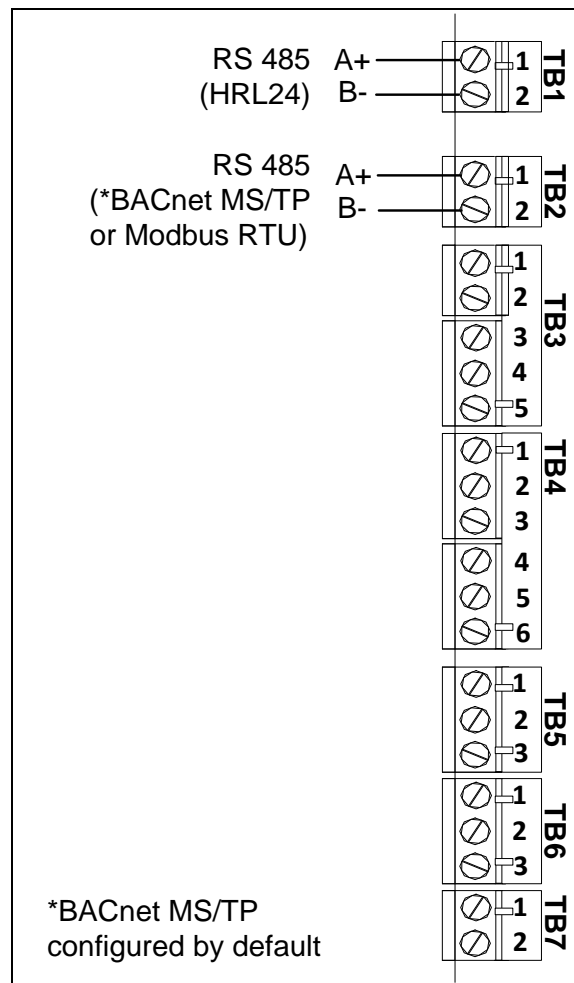 RS 485 A+ 1 TB1
(HRL24) B- 2
RS 485 A+ 1 TB2
(*BACnet MS/TP B- 2
or Modbus RTU)
1 TB3
2
3
4
5
1 TB4
2
3
4
5
6
1 TB5
2
3
1 TB6
2
3
*BACnet MS/TP 1 TB7
configured by default 2